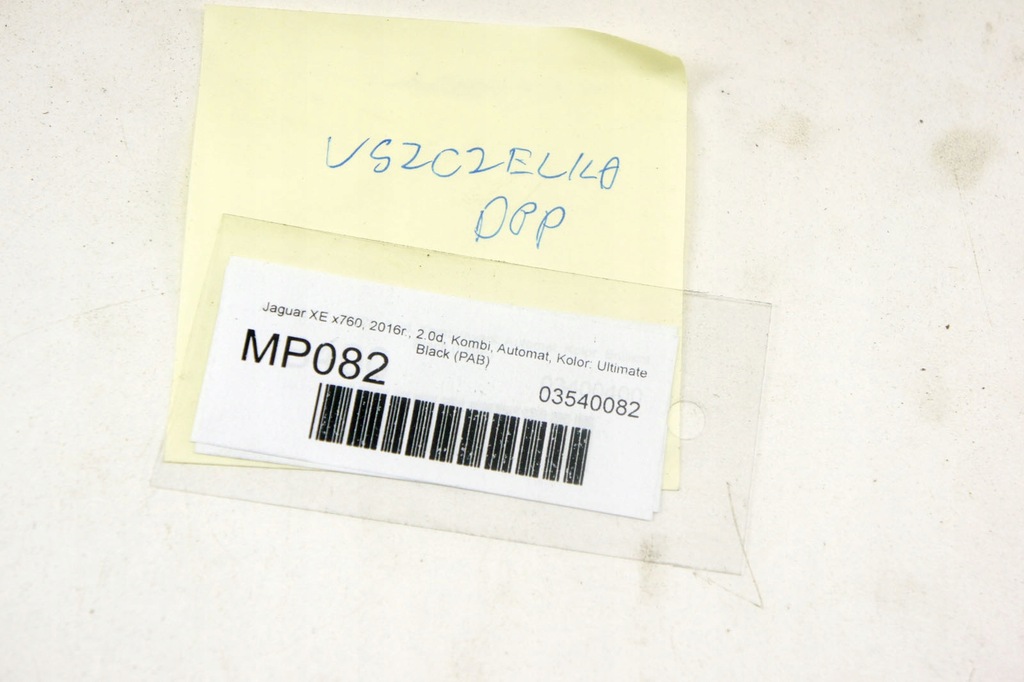 USZCZELKA
DPP
Jaguar XE x760, 2016r., 2.0d, Kombi, Automat, Kolor: Ultimate
Black (PAB)
MP082
03540082